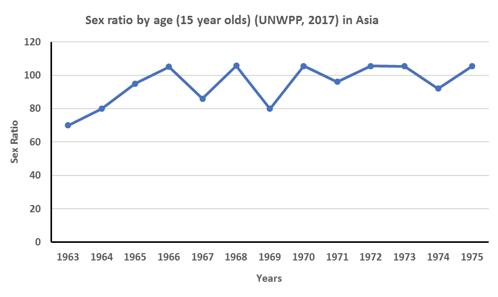 Sex ratio by age (15 year olds) (UNWPP, 2017) in Asia
120
100
80
60
40
20
0
Sex Ratio
1963 1964 1965 1966 1967 1968 1969 1970 1971 1972 1973 1974 1975
Years